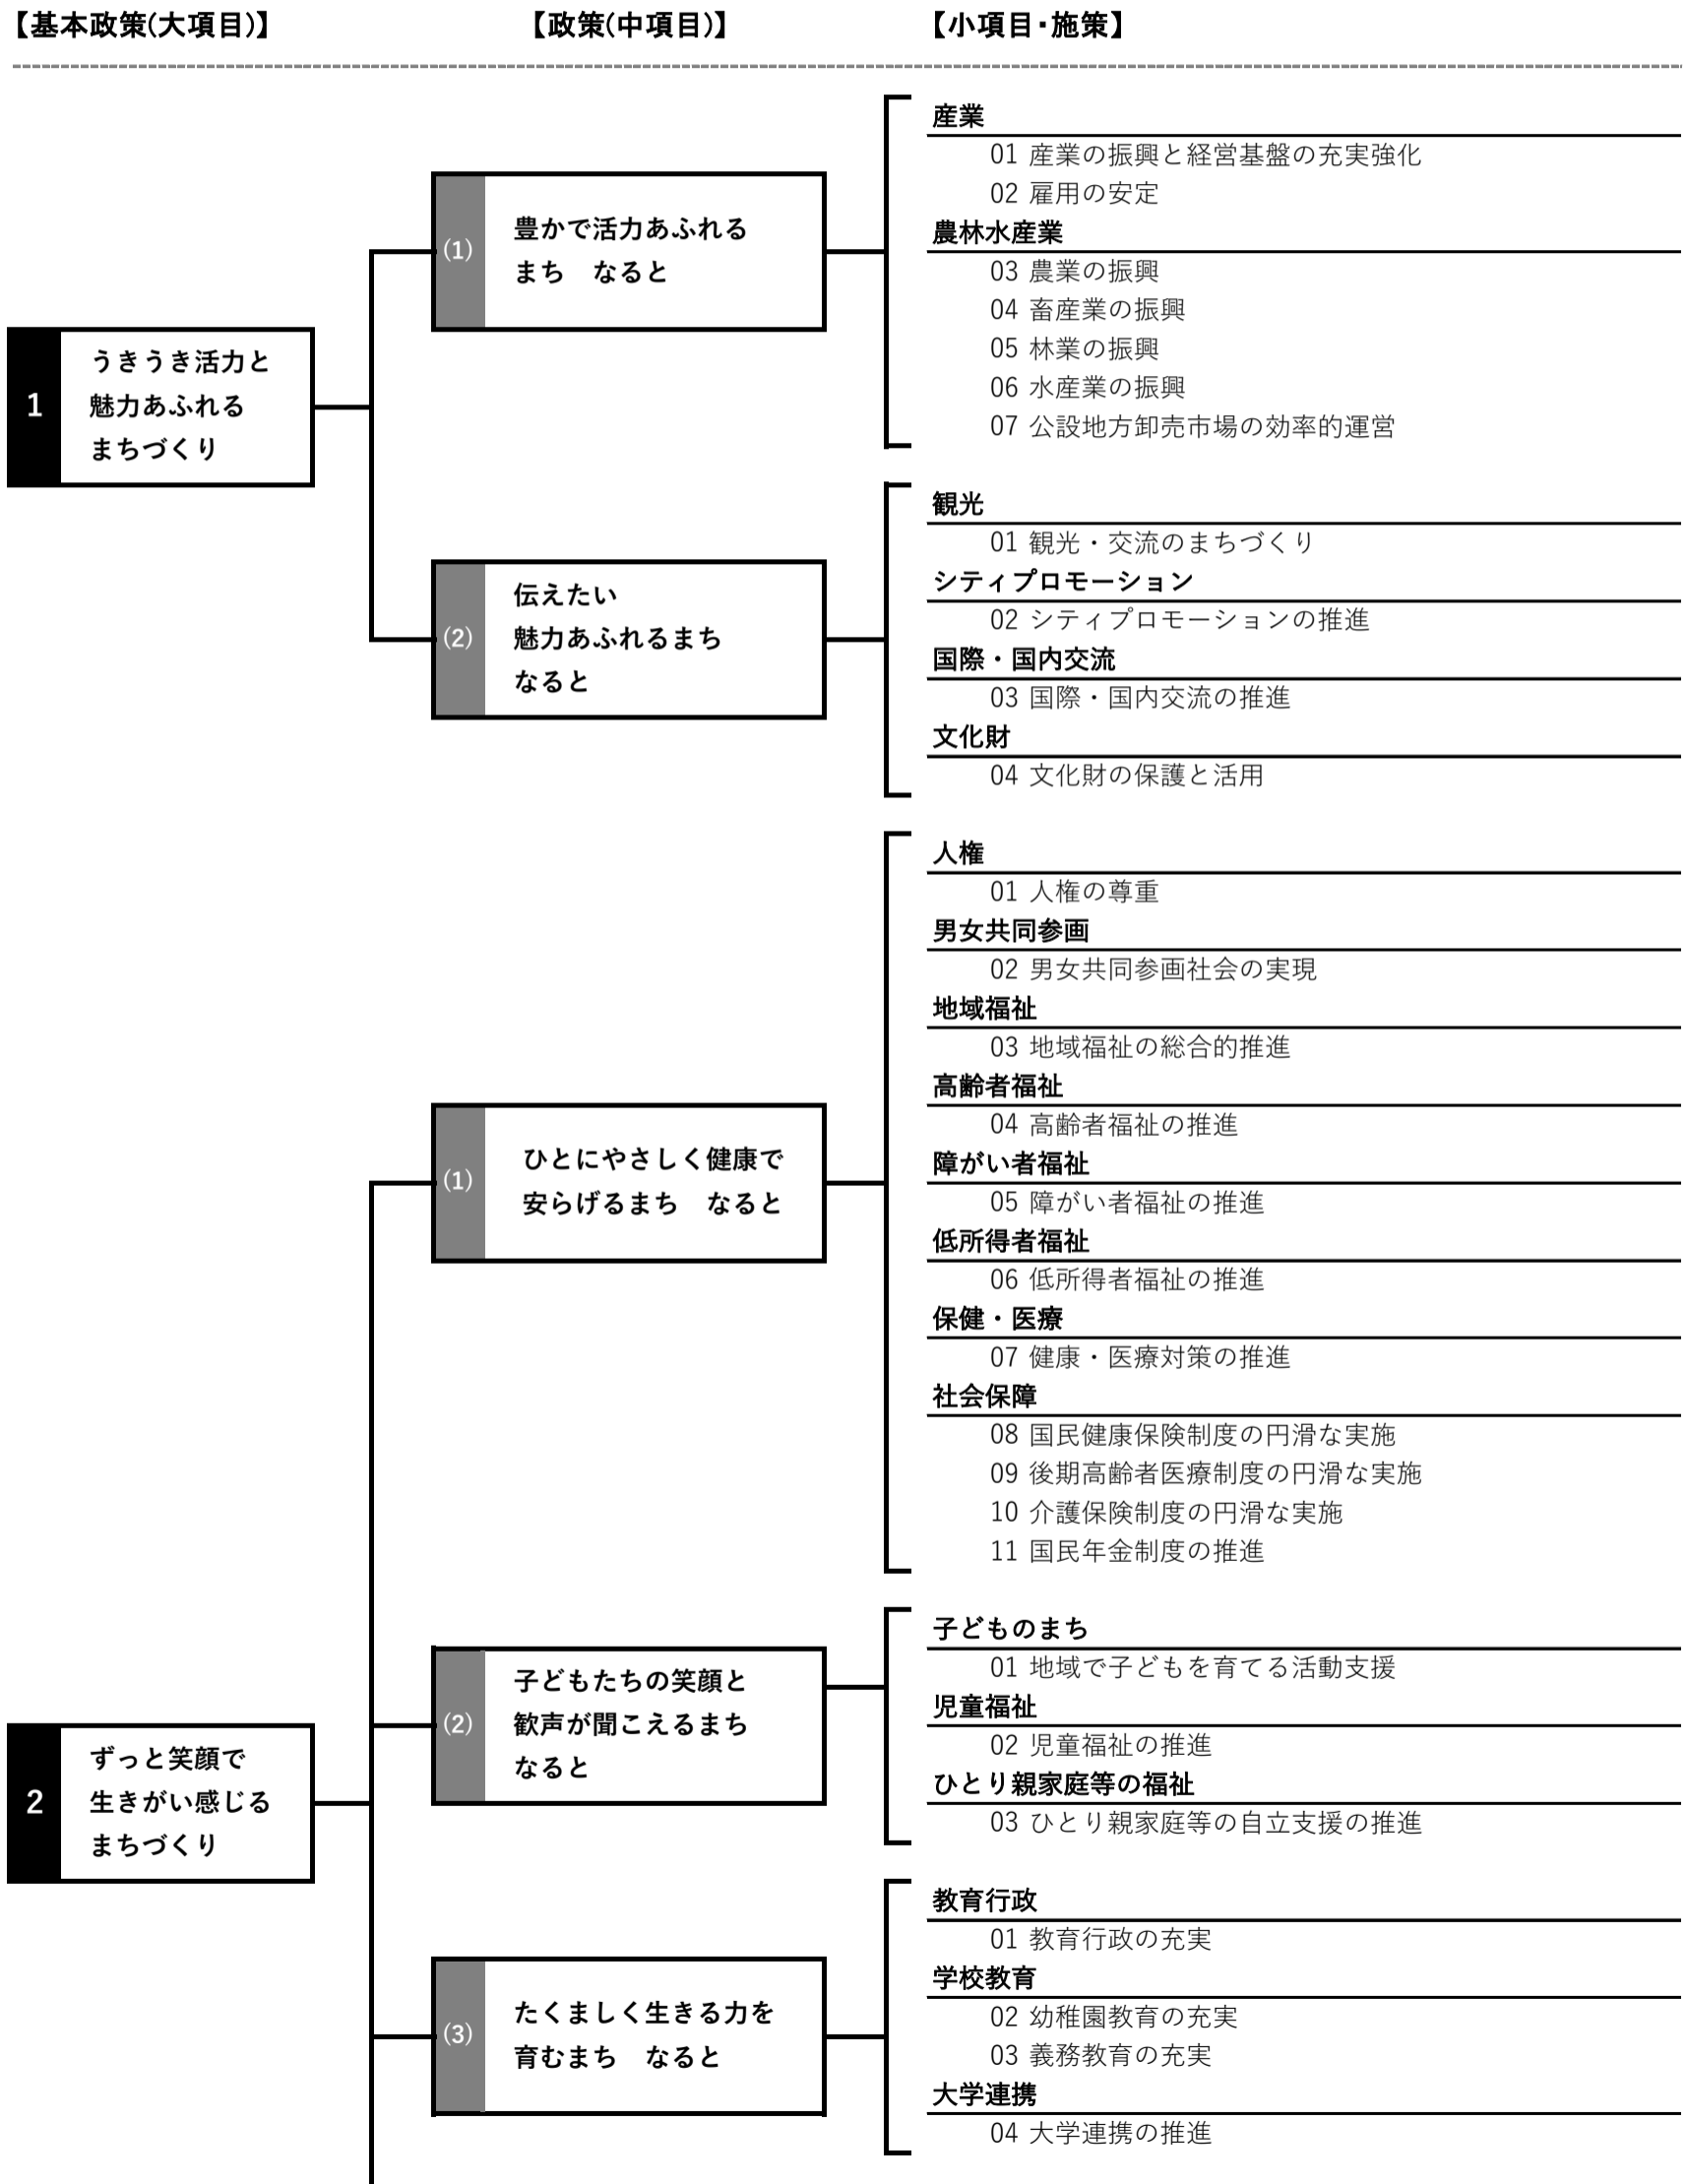 【基本政策(大項目)】
【政策(中項目)】
【小項目・施策】
1
うきうき活力と
魅力あふれる
まちづくり
(1)
豊かで活力あふれる
まち　なると
産業
01 産業の振興と経営基盤の充実強化
02 雇用の安定
農林水産業
03 農業の振興
04 畜産業の振興
05 林業の振興
06 水産業の振興
07 公設地方卸売市場の効率的運営
(2)
伝えたい
魅力あふれるまち
なると
観光
01 観光・交流のまちづくり
シティプロモーション
02 シティプロモーションの推進
国際・国内交流
03 国際・国内交流の推進
文化財
04 文化財の保護と活用
2
ずっと笑顔で
生きがい感じる
まちづくり
(1)
ひとにやさしく健康で
安らげるまち　なると
人権
01 人権の尊重
男女共同参画
02 男女共同参画社会の実現
地域福祉
03 地域福祉の総合的推進
高齢者福祉
04 高齢者福祉の推進
障がい者福祉
05 障がい者福祉の推進
低所得者福祉
06 低所得者福祉の推進
保健・医療
07 健康・医療対策の推進
社会保障
08 国民健康保険制度の円滑な実施
09 後期高齢者医療制度の円滑な実施
10 介護保険制度の円滑な実施
11 国民年金制度の推進
(2)
子どもたちの笑顔と
歓声が聞こえるまち
なると
子どものまち
01 地域で子どもを育てる活動支援
児童福祉
02 児童福祉の推進
ひとり親家庭等の福祉
03 ひとり親家庭等の自立支援の推進
(3)
たくましく生きる力を
育むまち　なると
教育行政
01 教育行政の充実
学校教育
02 幼稚園教育の充実
03 義務教育の充実
大学連携
04 大学連携の推進